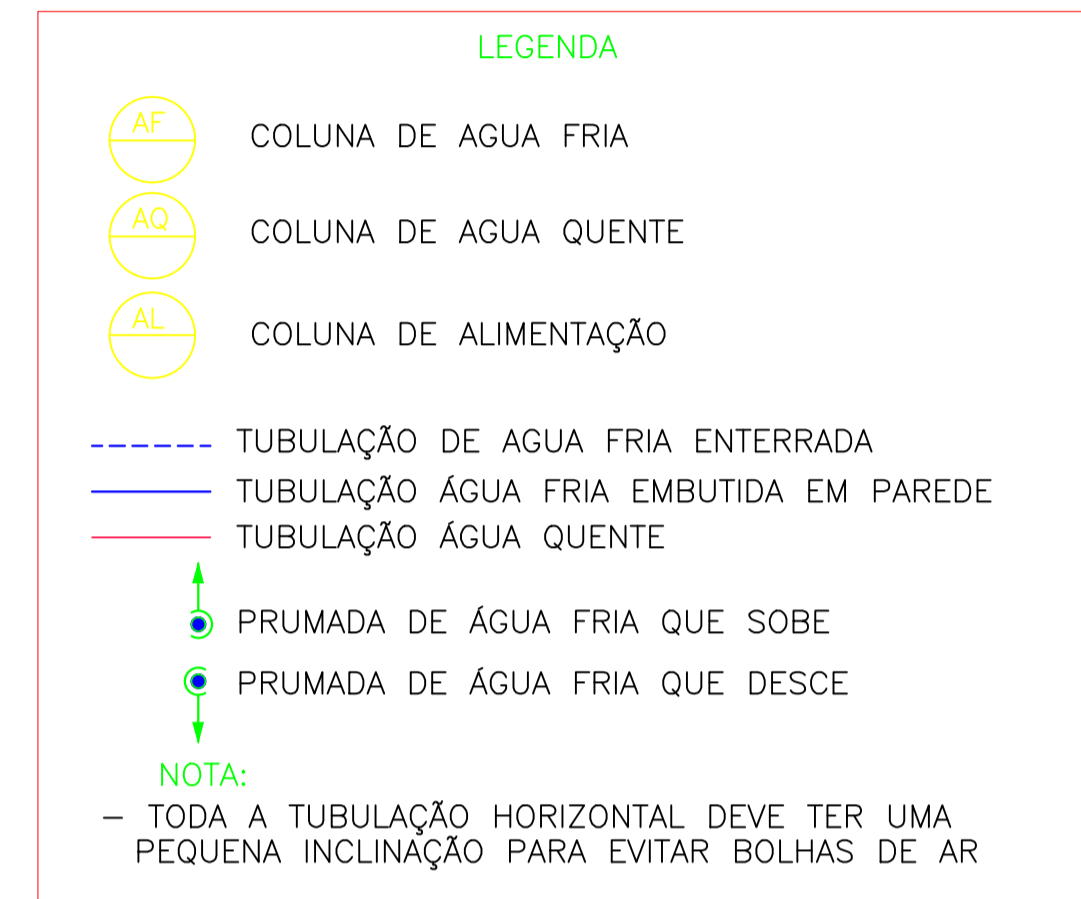 LEGENDA
AF COLUNA DE AGUA FRIA
AQ COLUNA DE AGUA QUENTE
AL COLUNA DE ALIMENTAÇÃO
TUBULAÇÃO DE AGUA FRIA ENTERRADA
TUBULAÇÃO ÁGUA FRIA EMBUTIDA EM PAREDE
TUBULAÇÃO ÁGUA QUENTE
PRUMADA DE ÁGUA FRIA QUE SOBE
PRUMADA DE ÁGUA FRIA QUE DESCE
NOTA:
– TODA A TUBULAÇÃO HORIZONTAL DEVE TER UMA
PEQUENA INCLINAÇÃO PARA EVITAR BOLHAS DE AR